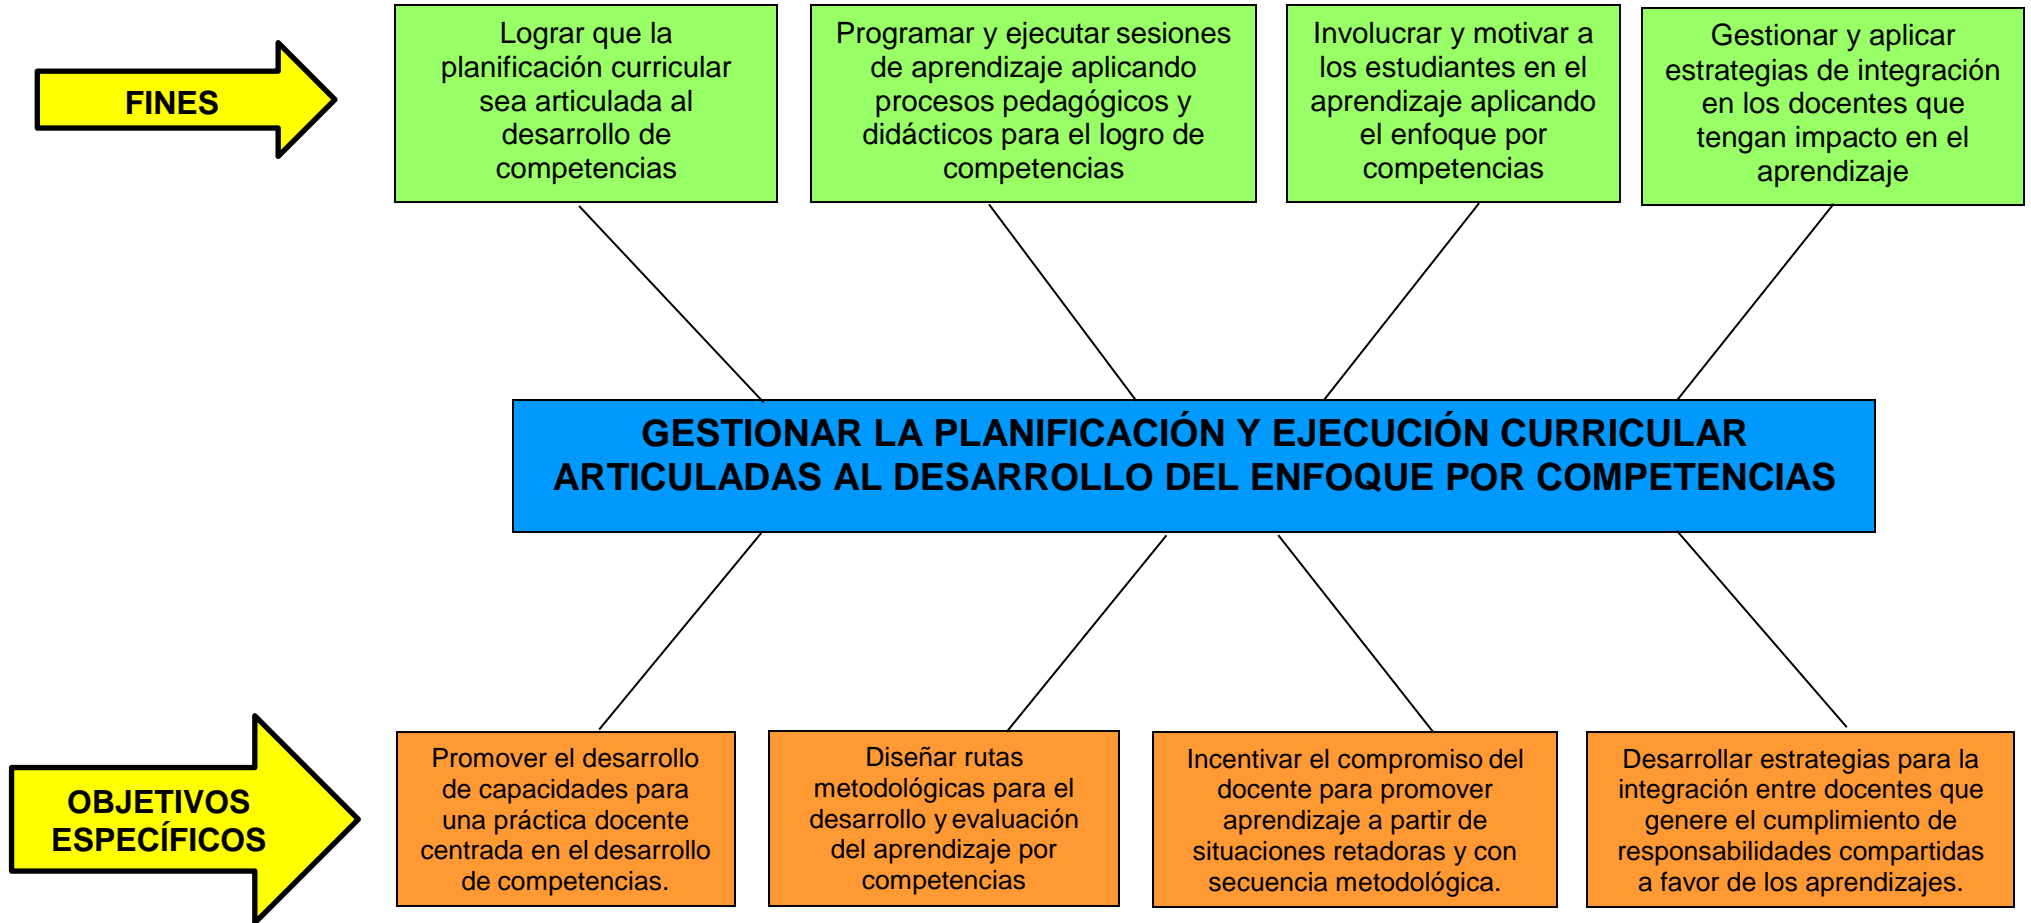 FINES
Lograr que la
planificación curricular
sea articulada al
desarrollo de
competencias
Programar y ejecutar sesiones
de aprendizaje aplicando
procesos pedagógicos y
didácticos para el logro de
competencias
Involucrar y motivar a
los estudiantes en el
aprendizaje aplicando
el enfoque por
competencias
Gestionar y aplicar
estrategias de integración
en los docentes que
tengan impacto en el
aprendizaje
GESTIONAR LA PLANIFICACIÓN Y EJECUCIÓN CURRICULAR
ARTICULADAS AL DESARROLLO DEL ENFOQUE POR COMPETENCIAS
OBJETIVOS
ESPECÍFICOS
Promover el desarrollo
de capacidades para
una práctica docente
centrada en el desarrollo
de competencias.
Diseñar rutas
metodológicas para el
desarrollo y evaluación
del aprendizaje por
competencias
Incentivar el compromiso del
docente para promover
aprendizaje a partir de
situaciones retadoras y con
secuencia metodológica.
Desarrollar estrategias para la
integración entre docentes que
genere el cumplimiento de
responsabilidades compartidas
a favor de los aprendizajes.